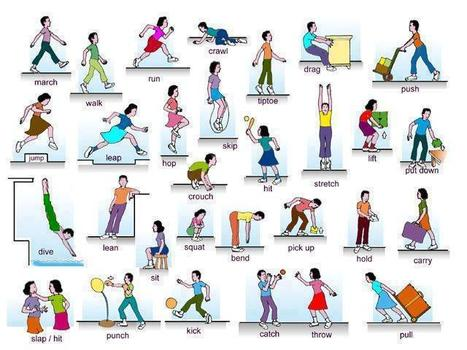 march
walk
run
crawl
tiptoe
drag
push
jump
leap
hop
skip
hit
stretch
lift
put down
crouch
dive
lean
sit
squat
bend
pick up
hold
carry
slap / hit
punch
kick
catch
throw
pull